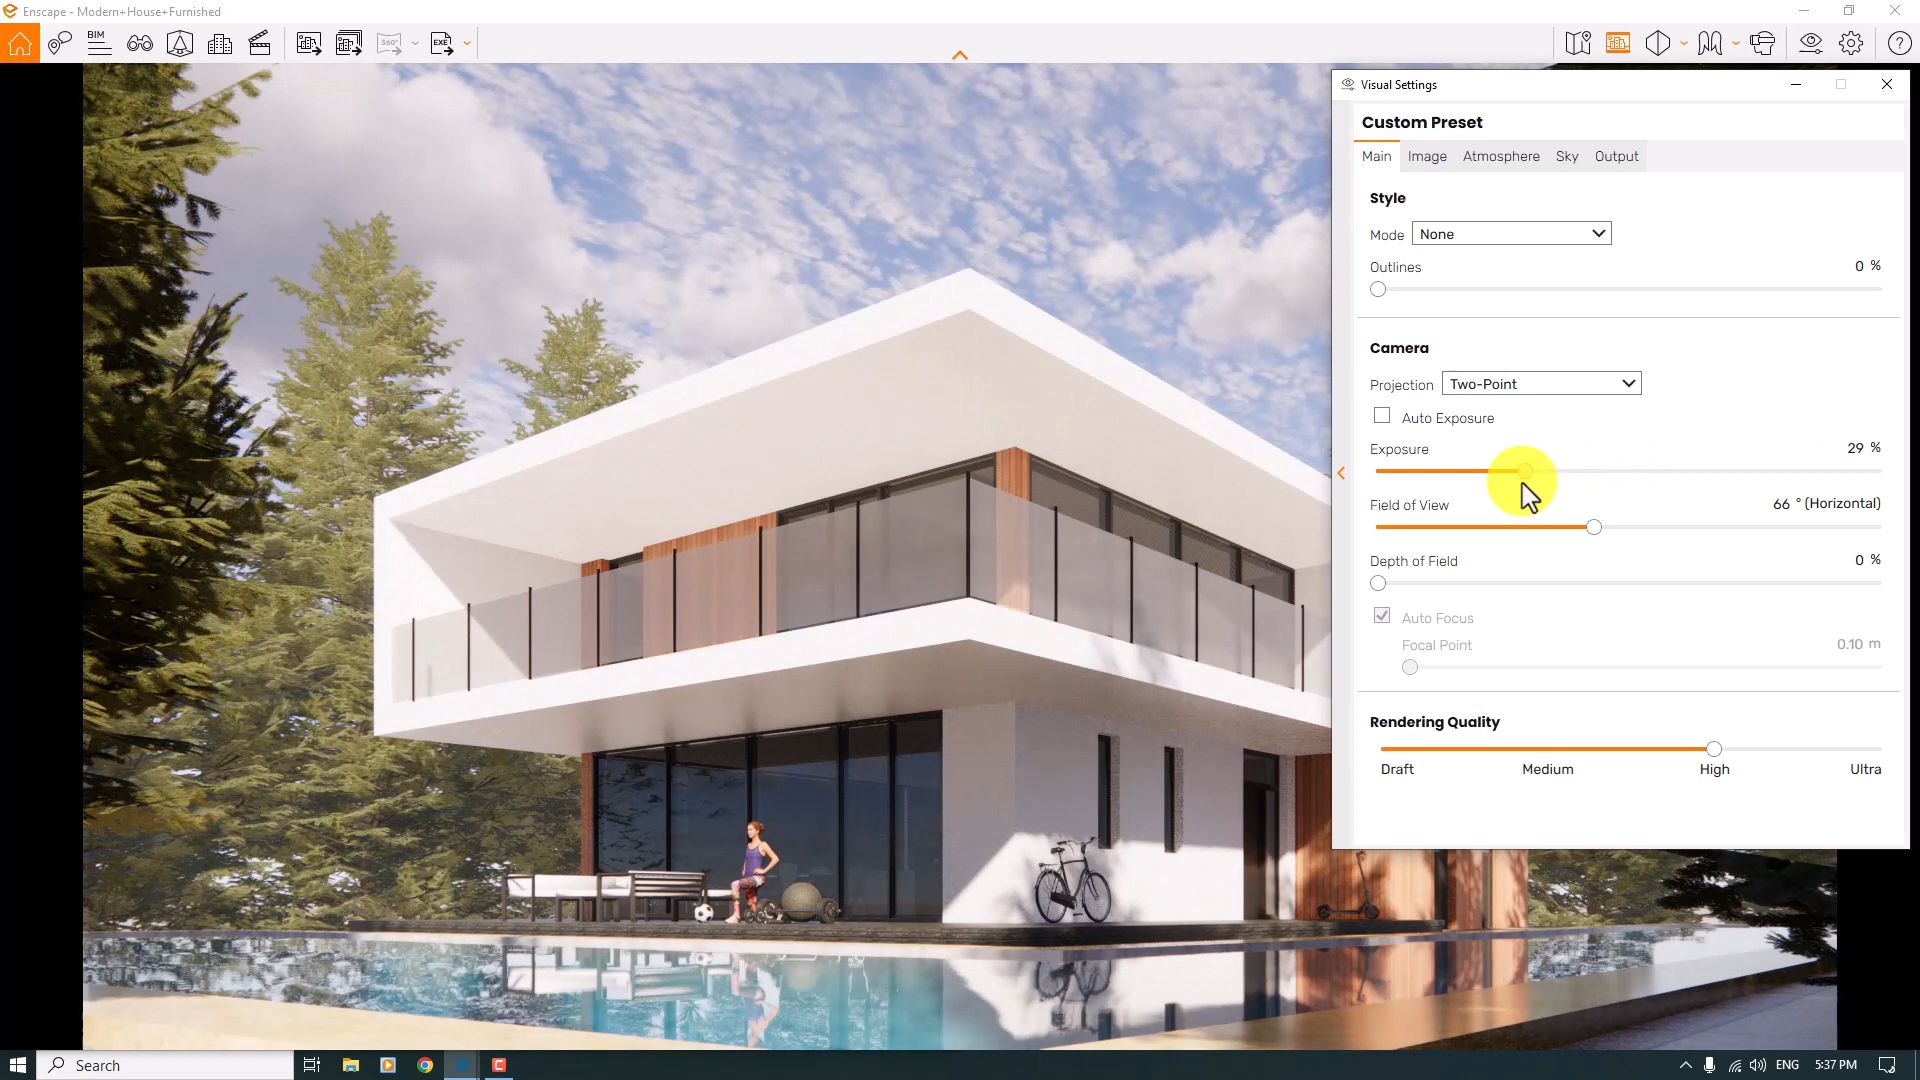 Enscape - Modern+House+Furnished
BIM
360°
EXE
?
Visual Settings
Custom Preset
Main Image Atmosphere Sky Output
Style
Mode None
Outlines 0 %
Camera
Projection Two-Point
Auto Exposure
Exposure 29 %
Field of View 66 ° (Horizontal)
Depth of Field 0 %
Auto Focus
Focal Point 0.10 m
Rendering Quality
Draft Medium High Ultra
Search
ENG 5:37 PM